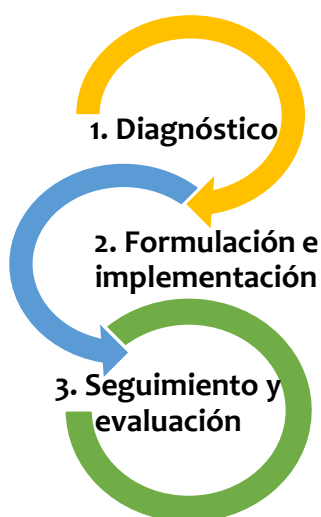 1. Diagnóstico
2. Formulación e
implementación
3. Seguimiento y
evaluación